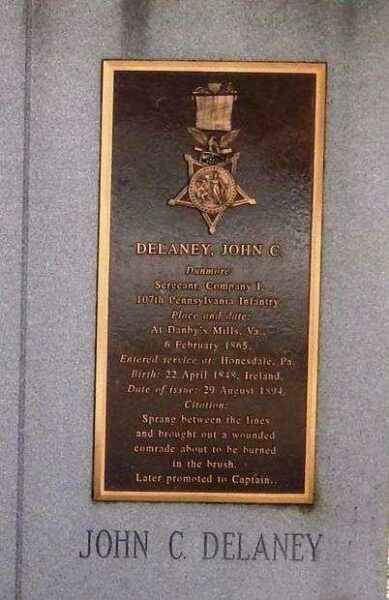 DELANEY, JOHN C.
Dunmore
Sergeant, Company I,
107th Pennsylvania Infantry.
Place and date:
At Danby's Mills, Va.,
6 February 1865.
Entered service at: Honesdale, Pa.
Birth: 22 April 1848, Ireland.
Date of issue: 29 August 1894.
Citation:
Sprang between the lines
and brought out a wounded
comrade about to be burned
in the brush.
Later promoted to Captain.
JOHN C. DELANEY